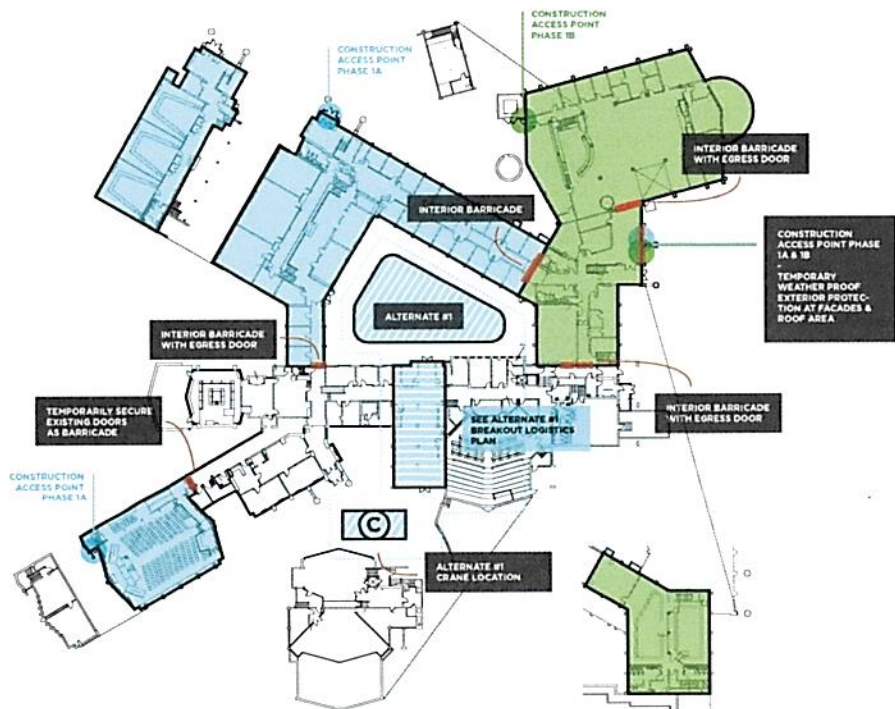 CONSTRUCTION
ACCESS POINT
PHASE 1B
CONSTRUCTION
ACCESS POINT
PHASE 1A
INTERIOR BARRICADE
WITH EGRESS DOOR
INTERIOR BARRICADE
CONSTRUCTION
ACCESS POINT PHASE
1A & 1B
-
TEMPORARY
WEATHER PROOF
EXTERIOR PROTEC-
TION AT FACADES &
ROOF AREA
ALTERNATE #1
INTERIOR BARRICADE
WITH EGRESS DOOR
TEMPORARILY SECURE
EXISTING DOORS
AS BARRICADE
SEE ALTERNATE #1
BREAKOUT LOGISTICS
PLAN
INTERIOR BARRICADE
WITH EGRESS DOOR
CONSTRUCTION
ACCESS POINT
PHASE 1A
C
ALTERNATE #1
CRANE LOCATION